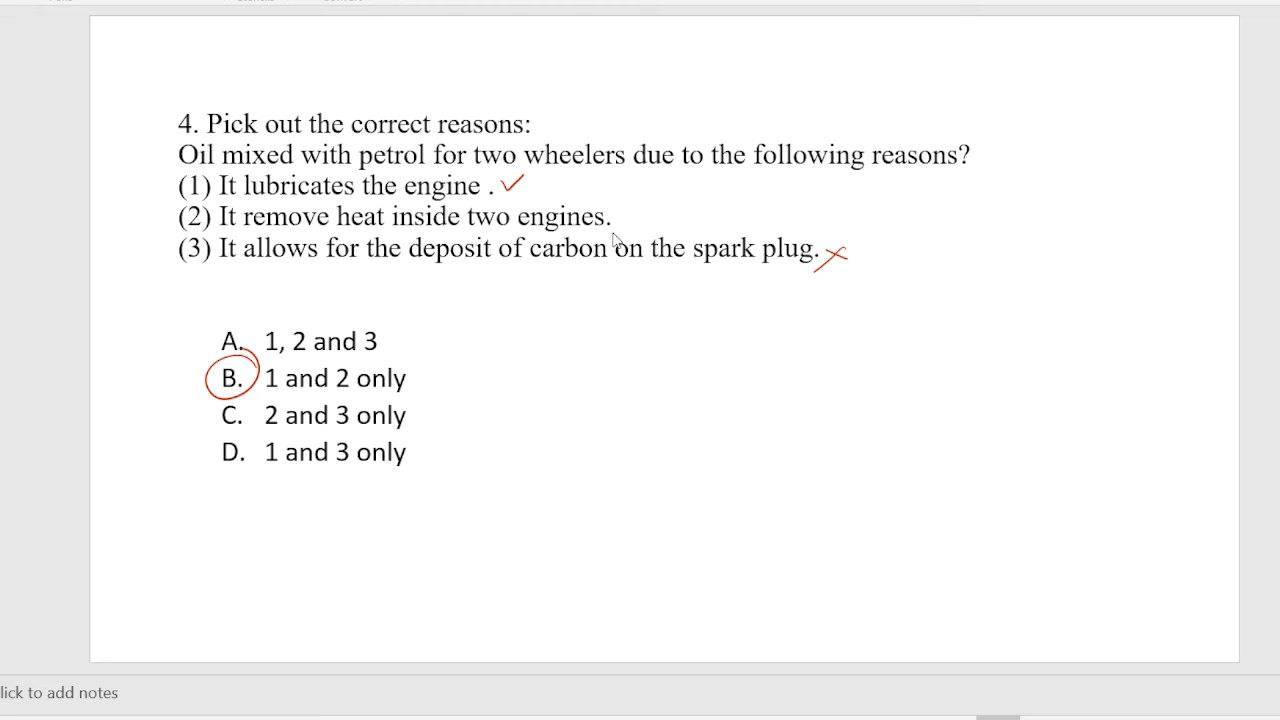 4. Pick out the correct reasons:
Oil mixed with petrol for two wheelers due to the following reasons?
(1) It lubricates the engine .
(2) It remove heat inside two engines.
(3) It allows for the deposit of carbon on the spark plug.
A. 1, 2 and 3
B. 1 and 2 only
C. 2 and 3 only
D. 1 and 3 only
lick to add notes